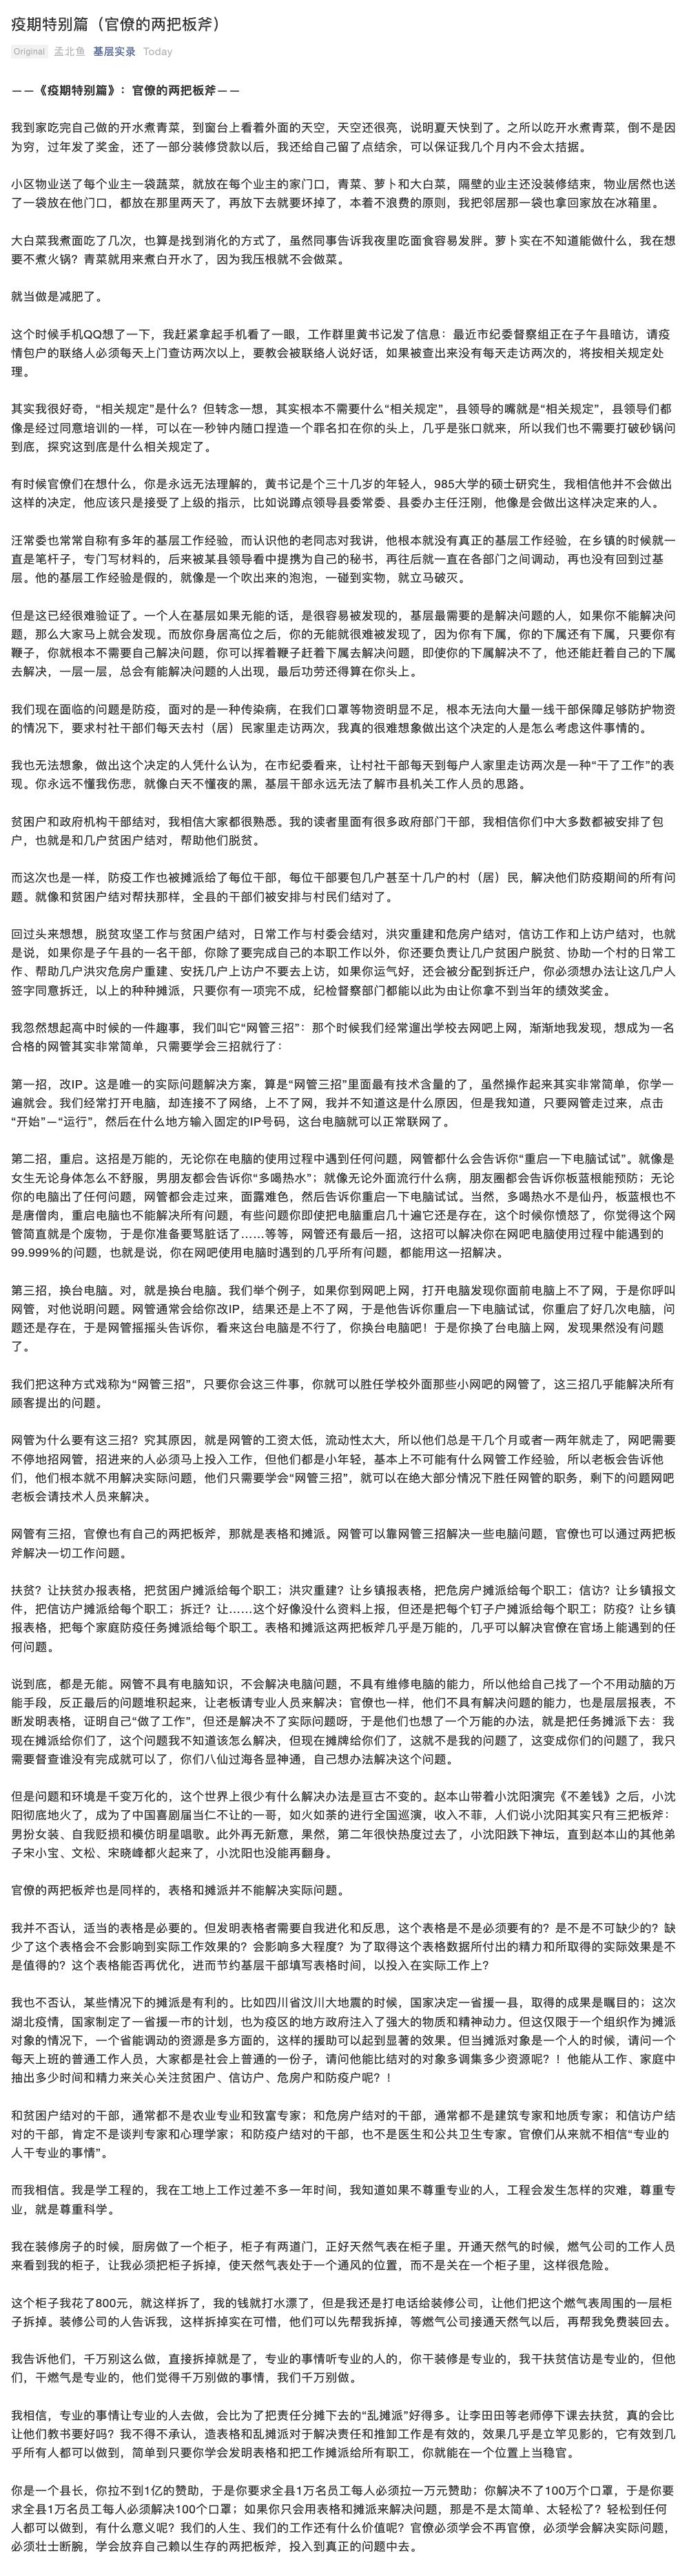 疫期特别篇（官僚的两把板斧）
Original 孟北鱼 基层实录 Today
——《疫期特别篇》：官僚的两把板斧——
我到家吃完自己做的开水煮青菜，到窗台上看着外面的天空，天空还很亮，说明夏天快到了。之所以吃开水煮青菜，倒不是因
为穷，过年发了奖金，还了一部分装修贷款以后，我还给自己留了点结余，可以保证我几个月内不会太拮据。
小区物业送了每个业主一袋蔬菜，就放在每个业主的家门口，青菜、萝卜和大白菜，隔壁的业主还没装修结束，物业居然也送
了一袋放在他门口，都放在那里两天了，再放下去就要坏掉了，本着不浪费的原则，我把邻居那一袋也拿回家放在冰箱里。
大白菜我煮面吃了几次，也算是找到消化的方式了，虽然同事告诉我夜里吃面食容易发胖。萝卜实在不知道能做什么，我在想
要不煮火锅？青菜就用来煮白开水了，因为我压根就不会做菜。
就当做是减肥了。
这个时候手机QQ想了一下，我赶紧拿起手机看了一眼，工作群里黄书记发了信息：最近市纪委督察组正在子午县暗访，请疫
情包户的联络人必须每天上门查访两次以上，要教会被联络人说好话，如果被查出来没有每天走访两次的，将按相关规定处
理。
其实我很好奇，“相关规定”是什么？但转念一想，其实根本不需要什么“相关规定”，县领导的嘴就是“相关规定”，县领导们都
像是经过同意培训的一样，可以在一秒钟内随口捏造一个罪名扣在你的头上，几乎是张口就来，所以我们也不需要打破砂锅问
到底，探究这到底是什么相关规定了。
有时候官僚们在想什么，你是永远无法理解的，黄书记是个三十几岁的年轻人，985大学的硕士研究生，我相信他并不会做出
这样的决定，他应该只是接受了上级的指示，比如说蹲点领导县委常委、县委办主任汪刚，他像是会做出这样决定来的人。
汪常委也常常自称有多年的基层工作经验，而认识他的老同志对我讲，他根本就没有真正的基层工作经验，在乡镇的时候就一
直是笔杆子，专门写材料的，后来被某县领导看中提携为自己的秘书，再往后就一直在各部门之间调动，再也没有回到过基
层。他的基层工作经验是假的，就像是一个吹出来的泡泡，一碰到实物，就立马破灭。
但是这已经很难验证了。一个人在基层如果无能的话，是很容易被发现的，基层最需要的是解决问题的人，如果你不能解决问
题，那么大家马上就会发现。而放你身居高位之后，你的无能就很难被发现了，因为你有下属，你的下属还有下属，只要你有
鞭子，你就根本不需要自己解决问题，你可以挥着鞭子赶着下属去解决问题，即使你的下属解决不了，他还能赶着自己的下属
去解决，一层一层，总会有能解决问题的人出现，最后功劳还得算在你头上。
我们现在面临的问题是防疫，面对的是一种传染病，在我们口罩等物资明显不足，根本无法向大量一线干部保障足够防护物资
的情况下，要求村社干部们每天去村（居）民家里走访两次，我真的很难想象做出这个决定的人是怎么考虑这件事情的。
我也无法想象，做出这个决定的人凭什么认为，在市纪委看来，让村社干部每天到每户人家里走访两次是一种“干了工作”的表
现。你永远不懂我伤悲，就像白天不懂夜的黑，基层干部永远无法了解市县机关工作人员的思路。
贫困户和政府机构干部结对，我相信大家都很熟悉。我的读者里面有很多政府部门干部，我相信你们中大多数都被安排了包
户，也就是和几户贫困户结对，帮助他们脱贫。
而这次也是一样，防疫工作也被摊派给了每位干部，每位干部要包几户甚至十几户的村（居）民，解决他们防疫期间的所有问
题。就像和贫困户结对帮扶那样，全县的干部们被安排与村民们结对了。
回过头来想想，脱贫攻坚工作与贫困户结对，日常工作与村委会结对，洪灾重建和危房户结对，信访工作和上访户结对，也就
是说，如果你是子午县的一名干部，你除了要完成自己的本职工作以外，你还要负责让几户贫困户脱贫、协助一个村的日常工
作、帮助几户洪灾危房户重建、安抚几户上访户不要去上访，如果你运气好，还会被分配到拆迁户，你必须想办法让这几户人
签字同意拆迁，以上的种种摊派，只要你有一项完不成，纪检督察部门都能以此为由让你拿不到当年的绩效奖金。
我忽然想起高中时候的一件趣事，我们叫它“网管三招”：那个时候我们经常遛出学校去网吧上网，渐渐地我发现，想成为一名
合格的网管其实非常简单，只需要学会三招就行了：
第一招，改IP。这是唯一的实际问题解决方案，算是“网管三招”里面最有技术含量的了，虽然操作起来其实非常简单，你学一
遍就会。我们经常打开电脑，却连接不了网络，上不了网，我并不知道这是什么原因，但是我知道，只要网管走过来，点击
“开始”—“运行”，然后在什么地方输入固定的IP号码，这台电脑就可以正常联网了。
第二招，重启。这招是万能的，无论你在电脑的使用过程中遇到任何问题，网管都什么会告诉你“重启一下电脑试试”。就像是
女生无论身体怎么不舒服，男朋友都会告诉你“多喝热水”；就像无论外面流行什么病，朋友圈都会告诉你板蓝根能预防；无论
你的电脑出了任何问题，网管都会走过来，面露难色，然后告诉你重启一下电脑试试。当然，多喝热水不是仙丹，板蓝根也不
是唐僧肉，重启电脑也不能解决所有问题，有些问题你即使把电脑重启几十遍它还是存在，这个时候你愤怒了，你觉得这个网
管简直就是个废物，于是你准备要骂脏话了……等等，网管还有最后一招，这招可以解决你在网吧电脑使用过程中能遇到的
99.999%的问题，也就是说，你在网吧使用电脑时遇到的几乎所有问题，都能用这一招解决。
第三招，换台电脑。对，就是换台电脑。我们举个例子，如果你到网吧上网，打开电脑发现你面前电脑上不了网，于是你呼叫
网管，对他说明问题。网管通常会给你改IP，结果还是上不了网，于是他告诉你重启一下电脑试试，你重启了好几次电脑，问
题还是存在，于是网管摇摇头告诉你，看来这台电脑是不行了，你换台电脑吧！于是你换了台电脑上网，发现果然没有问题
了。
我们把这种方式戏称为“网管三招”，只要你会这三件事，你就可以胜任学校外面那些小网吧的网管了，这三招几乎能解决所有
顾客提出的问题。
网管为什么要有这三招？究其原因，就是网管的工资太低，流动性太大，所以他们总是干几个月或者一两年就走了，网吧需要
不停地招网管，招进来的人必须马上投入工作，但他们都是小年轻，基本上不可能有什么网管工作经验，所以老板会告诉他
们，他们根本就不用解决实际问题，他们只需要学会“网管三招”，就可以在绝大部分情况下胜任网管的职务，剩下的问题网吧
老板会请技术人员来解决。
网管有三招，官僚也有自己的两把板斧，那就是表格和摊派。网管可以靠网管三招解决一些电脑问题，官僚也可以通过两把板
斧解决一切工作问题。
扶贫？让扶贫办报表格，把贫困户摊派给每个职工；洪灾重建？让乡镇报表格，把危房户摊派给每个职工；信访？让乡镇报文
件，把信访户摊派给每个职工；拆迁？让……这个好像没什么资料上报，但还是把每个钉子户摊派给每个职工；防疫？让乡镇
报表格，把每个家庭防疫任务摊派给每个职工。表格和摊派这两把板斧几乎是万能的，几乎可以解决官僚在官场上能遇到的任
何问题。
说到底，都是无能。网管不具有电脑知识，不会解决电脑问题，不具有维修电脑的能力，所以他给自己找了一个不用动脑的万
能手段，反正最后的问题堆积起来，让老板请专业人员来解决；官僚也一样，他们不具有解决问题的能力，也是层层报表，不
断发明表格，证明自己“做了工作”，但还是解决不了实际问题呀，于是他们也想了一个万能的办法，就是把任务摊派下去：我
现在摊派给你们了，这个问题我不知道该怎么解决，但现在摊牌给你们了，这就不是我的问题了，这变成你们的问题了，我只
需要督查谁没有完成就可以了，你们八仙过海各显神通，自己想办法解决这个问题。
但是问题和环境是千变万化的，这个世界上很少有什么解决办法是亘古不变的。赵本山带着小沈阳演完《不差钱》之后，小沈
阳彻底地火了，成为了中国喜剧届当仁不让的一哥，如火如荼的进行全国巡演，收入不菲，人们说小沈阳其实只有三把板斧：
男扮女装、自我贬损和模仿明星唱歌。此外再无新意，果然，第二年很快热度过去了，小沈阳跌下神坛，直到赵本山的其他弟
子宋小宝、文松、宋晓峰都火起来了，小沈阳也没能再翻身。
官僚的两把板斧也是同样的，表格和摊派并不能解决实际问题。
我并不否认，适当的表格是必要的。但发明表格者需要自我进化和反思，这个表格是不是必须要有的？是不是不可缺少的？缺
少了这个表格会不会影响到实际工作效果的？会影响多大程度？为了取得这个表格数据所付出的精力和所取得的实际效果是不
是值得的？这个表格能否再优化，进而节约基层干部填写表格时间，以投入在实际工作上？
我也不否认，某些情况下的摊派是有利的。比如四川省汶川大地震的时候，国家决定一省援一县，取得的成果是瞩目的；这次
湖北疫情，国家制定了一省援一市的计划，也为疫区的地方政府注入了强大的物质和精神动力。但这仅限于一个组织作为摊派
对象的情况下，一个省能调动的资源是多方面的，这样的援助可以起到显著的效果。但当摊派对象是一个人的时候，请问一个
每天上班的普通工作人员，大家都是社会上普通的一份子，请问他能比结对的对象多调集多少资源呢？！他能从工作、家庭中
抽出多少时间和精力来关心关注贫困户、信访户、危房户和防疫户呢？！
和贫困户结对的干部，通常都不是农业专业和致富专家；和危房户结对的干部，通常都不是建筑专家和地质专家；和信访户结
对的干部，肯定不是谈判专家和心理学家；和防疫户结对的干部，也不是医生和公共卫生专家。官僚们从来就不相信“专业的
人干专业的事情”。
而我相信。我是学工程的，我在工地上工作过差不多一年时间，我知道如果不尊重专业的人，工程会发生怎样的灾难，尊重专
业，就是尊重科学。
我在装修房子的时候，厨房做了一个柜子，柜子有两道门，正好天然气表在柜子里。开通天然气的时候，燃气公司的工作人员
来看到我的柜子，让我必须把柜子拆掉，使天然气表处于一个通风的位置，而不是关在一个柜子里，这样很危险。
这个柜子我花了800元，就这样拆了，我的钱就打水漂了，但是我还是打电话给装修公司，让他们把这个燃气表周围的一层柜
子拆掉。装修公司的人告诉我，这样拆掉实在可惜，他们可以先帮我拆掉，等燃气公司接通天然气以后，再帮我免费装回去。
我告诉他们，千万别这么做，直接拆掉就是了，专业的事情听专业的人的，你干装修是专业的，我干扶贫信访是专业的，但他
们，干燃气是专业的，他们觉得千万别做的事情，我们千万别做。
我相信，专业的事情让专业的人去做，会比为了把责任分摊下去的“乱摊派”好得多。让李田田等老师停下课去扶贫，真的会比
让他们教书要好吗？我不得不承认，造表格和乱摊派对于解决责任和推卸工作是有效的，效果几乎是立竿见影的，它有效到几
乎所有人都可以做到，简单到只要你学会发明表格和把工作摊派给所有职工，你就能在一个位置上当稳官。
你是一个县长，你拉不到1亿的赞助，于是你要求全县1万名员工每人必须拉一万元赞助；你解决不了100万个口罩，于是你要
求全县1万名员工每人必须解决100个口罩；如果你只会用表格和摊派来解决问题，那是不是太简单、太轻松了？轻松到任何
人都可以做到，有什么意义呢？我们的人生、我们的工作还有什么价值呢？官僚必须学会不再官僚，必须学会解决实际问题，
必须壮士断腕，学会放弃自己赖以生存的两把板斧，投入到真正的问题中去。